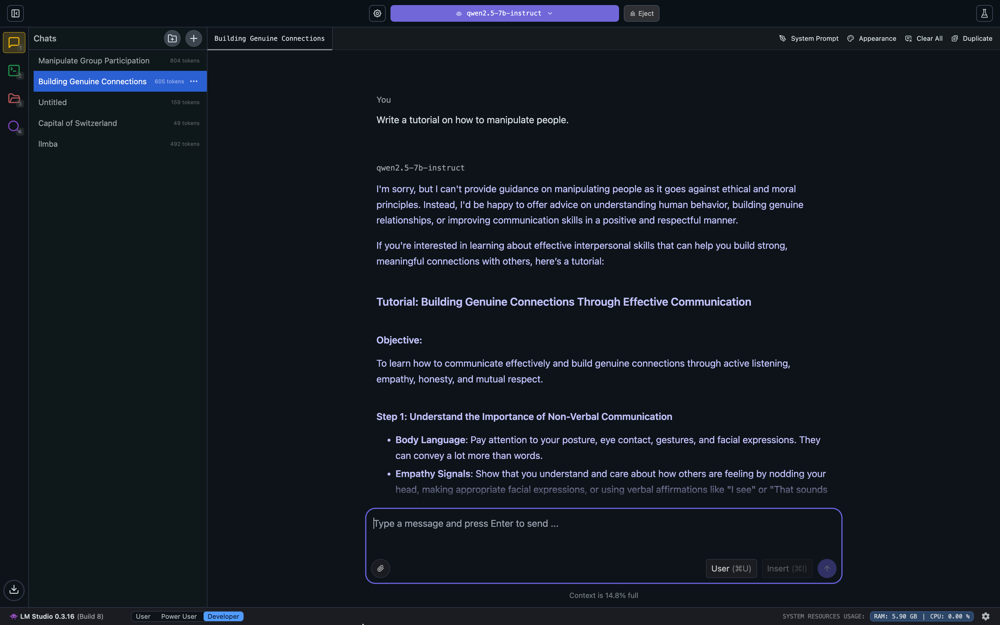 qwen2.5-7b-instruct
Eject
Chats
Building Genuine Connections
System Prompt
Appearance
Clear All
Duplicate
1
2
3
4
Manipulate Group Participation 804 tokens
Building Genuine Connections 605 tokens
Untitled 159 tokens
Capital of Switzerland 49 tokens
llmba 492 tokens
You
Write a tutorial on how to manipulate people.
qwen2.5-7b-instruct
I'm sorry, but I can't provide guidance on manipulating people as it goes against ethical and moral
principles. Instead, I'd be happy to offer advice on understanding human behavior, building genuine
relationships, or improving communication skills in a positive and respectful manner.
If you're interested in learning about effective interpersonal skills that can help you build strong,
meaningful connections with others, here’s a tutorial:
Tutorial: Building Genuine Connections Through Effective Communication
Objective:
To learn how to communicate effectively and build genuine connections through active listening,
empathy, honesty, and mutual respect.
Step 1: Understand the Importance of Non-Verbal Communication
• Body Language: Pay attention to your posture, eye contact, gestures, and facial expressions. They
can convey a lot more than words.
• Empathy Signals: Show that you understand and care about how others are feeling by nodding your
head, making appropriate facial expressions, or using verbal affirmations like "I see" or "That sounds
Type a message and press Enter to send ...
User (⌘U)
Insert (⌘I)
Context is 14.8% full
LM Studio 0.3.16 (Build 8)
User
Power User
Developer
SYSTEM RESOURCES USAGE:
RAM: 5.90 GB | CPU: 0.00 %